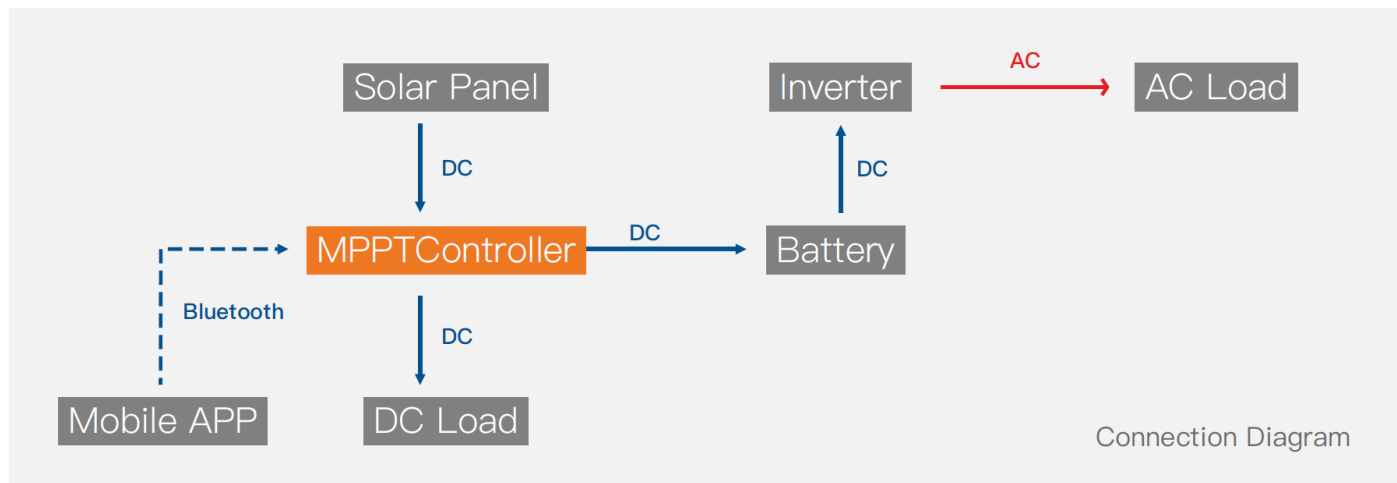 Solar Panel
Inverter
AC
AC Load
DC
DC
MPPTController
DC
Battery
Bluetooth
DC
Mobile APP
DC Load
Connection Diagram